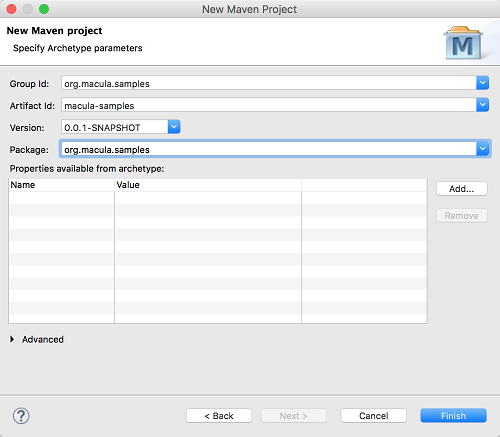 New Maven Project
New Maven project
Specify Archetype parameters
M
Group Id: org.macula.samples
Artifact Id: macula-samples
Version: 0.0.1-SNAPSHOT
Package: org.macula.samples
Properties available from archetype:
Name Value
Add...
Remove
Advanced
? < Back Next > Cancel Finish